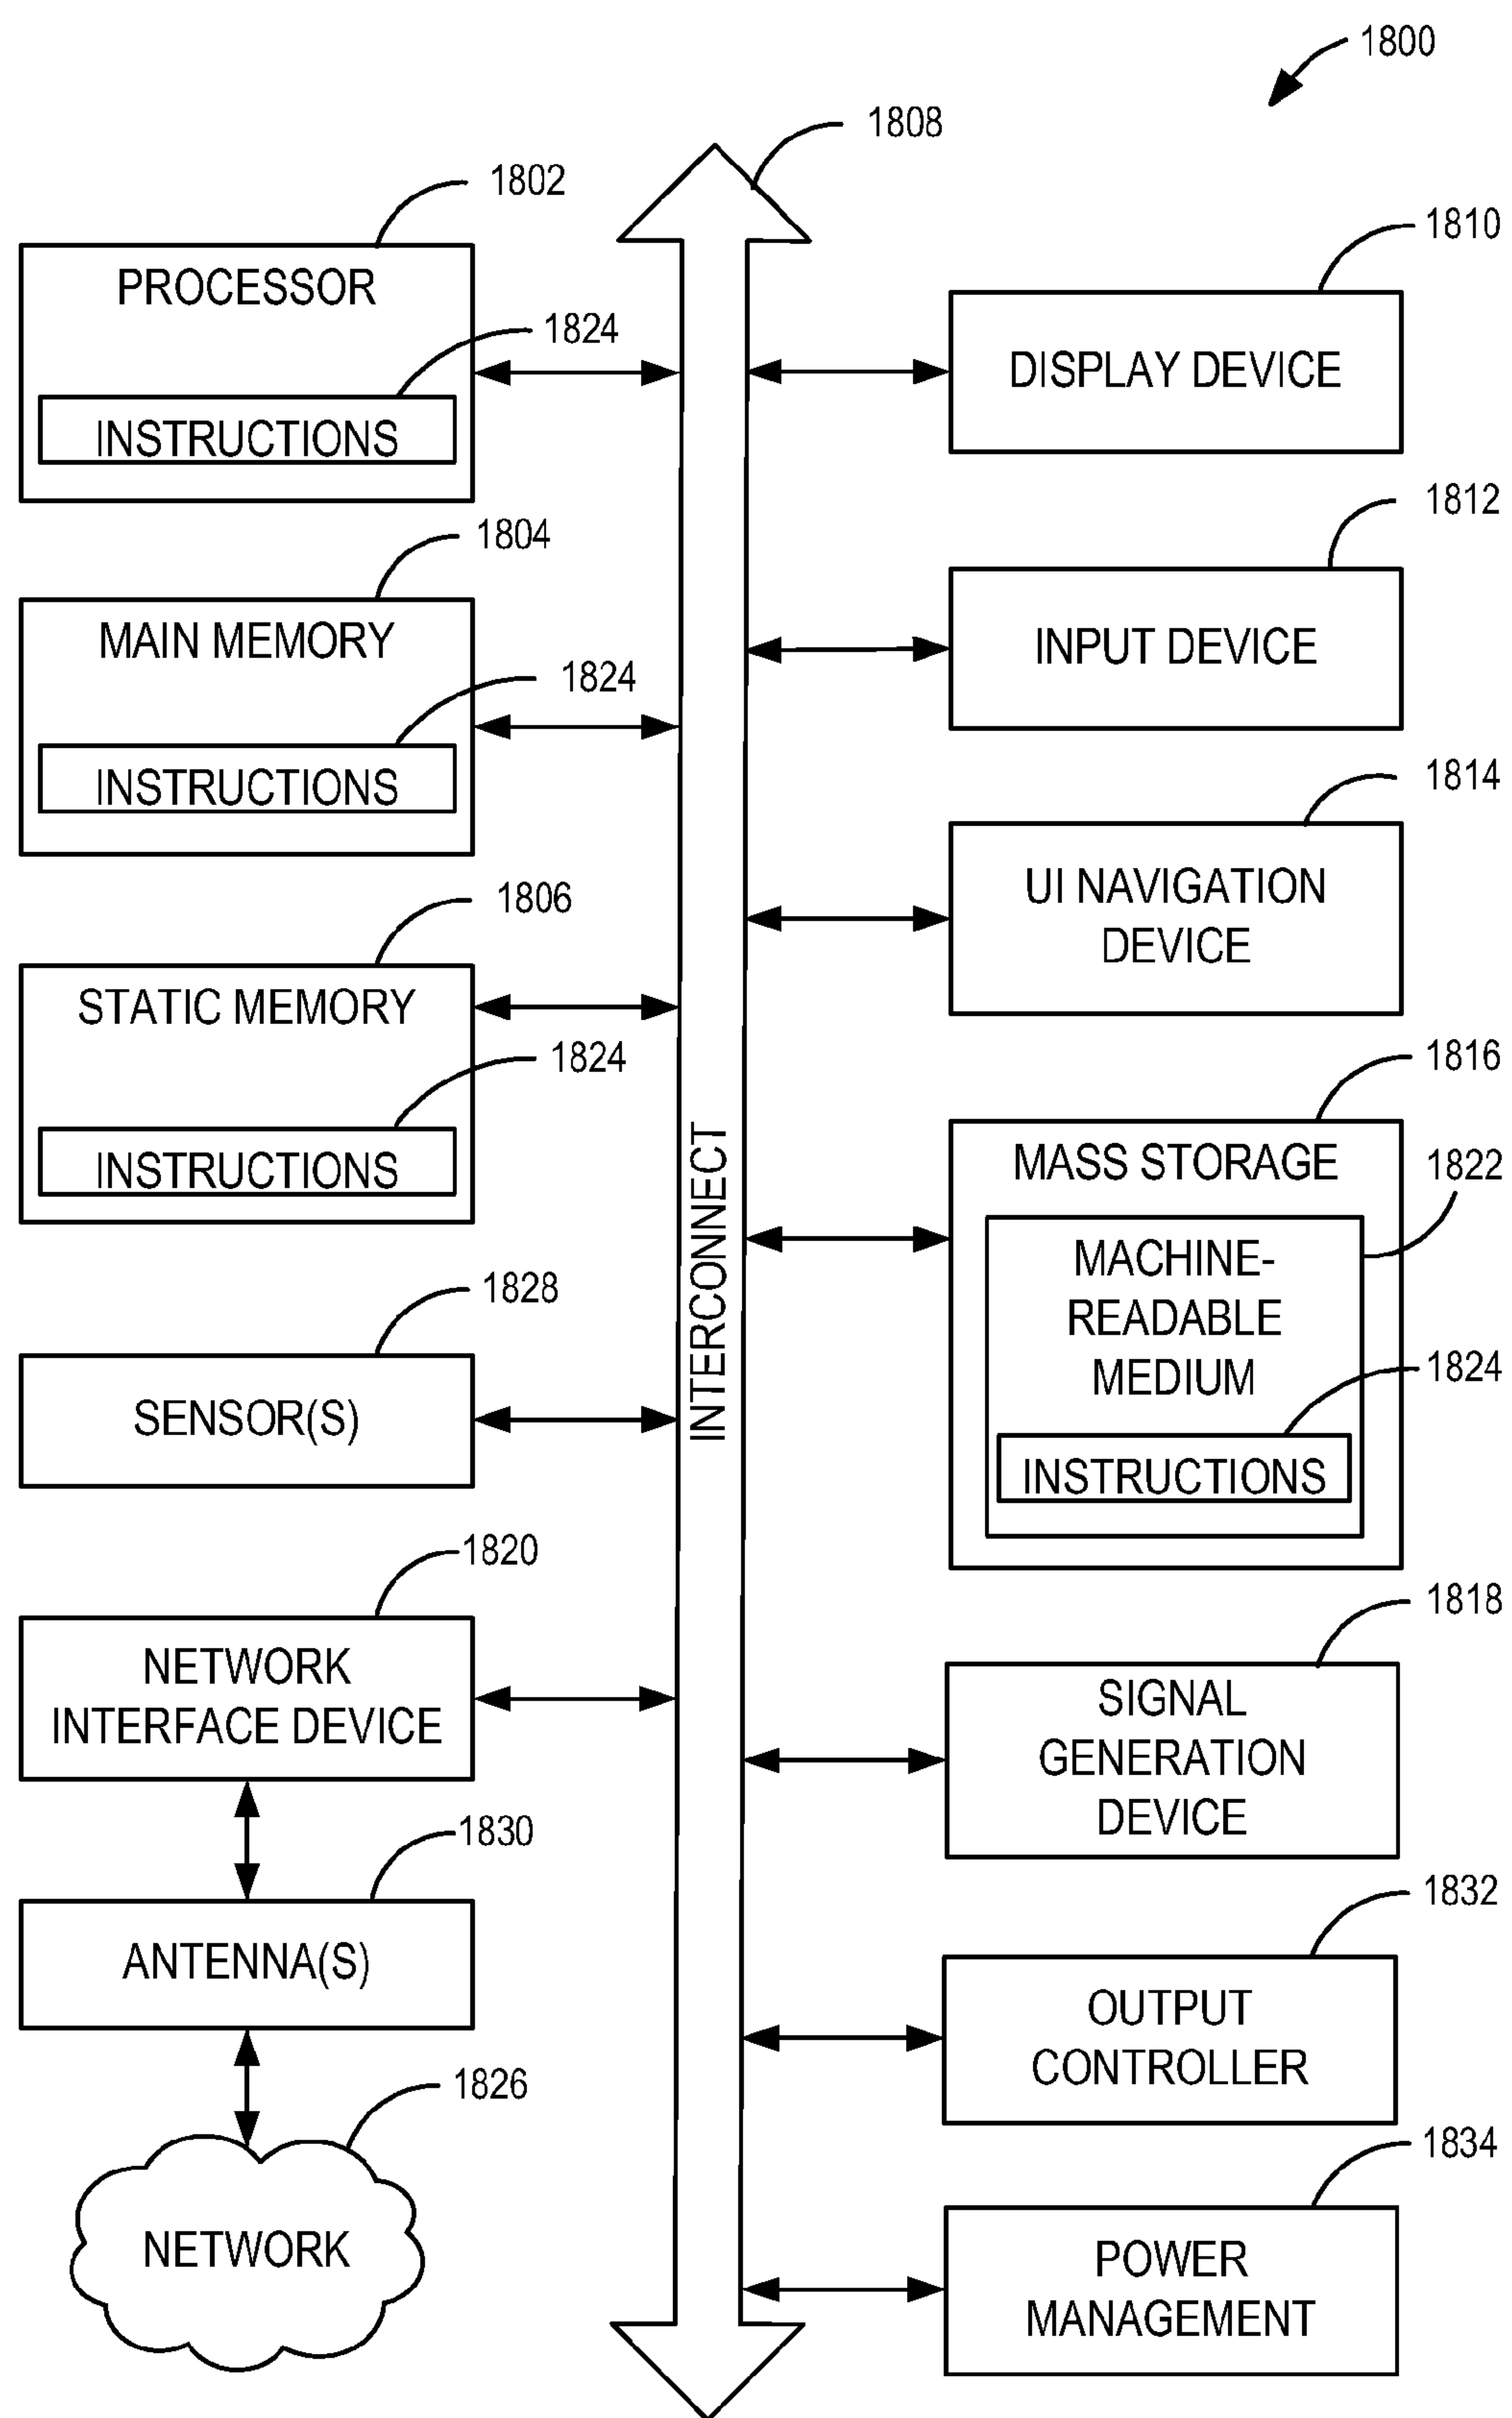 1800
1808
1802
PROCESSOR
1824
INSTRUCTIONS
1804
MAIN MEMORY
1824
INSTRUCTIONS
1806
STATIC MEMORY
1824
INSTRUCTIONS
1828
SENSOR(S)
1820
NETWORK
INTERFACE DEVICE
1830
ANTENNA(S)
1826
NETWORK
INTERCONNECT
1810
DISPLAY DEVICE
1812
INPUT DEVICE
1814
UI NAVIGATION
DEVICE
1816
MASS STORAGE
1822
MACHINE-
READABLE
MEDIUM
1824
INSTRUCTIONS
1818
SIGNAL
GENERATION
DEVICE
1832
OUTPUT
CONTROLLER
1834
POWER
MANAGEMENT